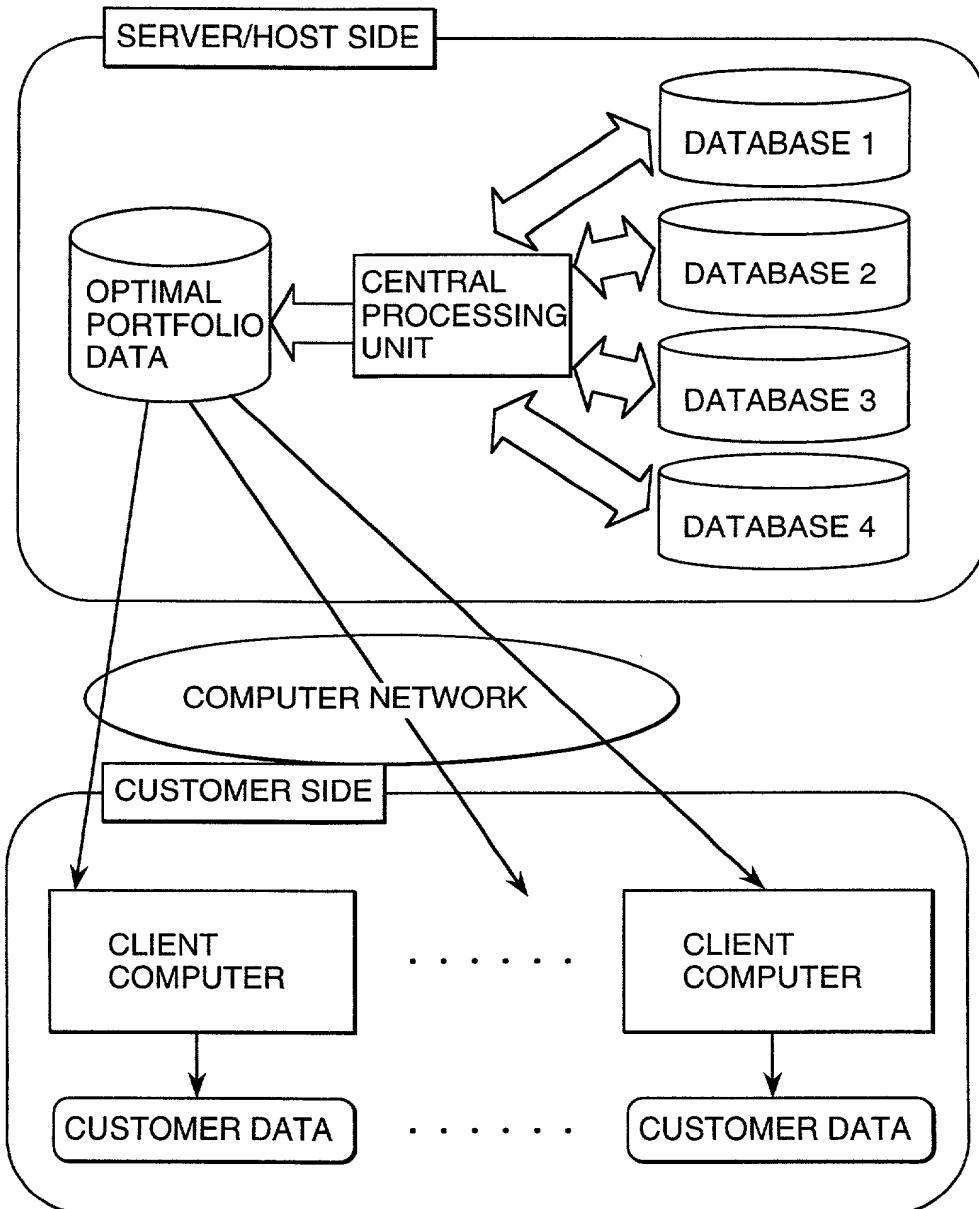 SERVER/HOST SIDE
DATABASE 1
DATABASE 2
DATABASE 3
DATABASE 4
CENTRAL
PROCESSING
UNIT
OPTIMAL
PORTFOLIO
DATA
COMPUTER NETWORK
CUSTOMER SIDE
CLIENT
COMPUTER
. . . . . .
CLIENT
COMPUTER
CUSTOMER DATA
. . . . . .
CUSTOMER DATA